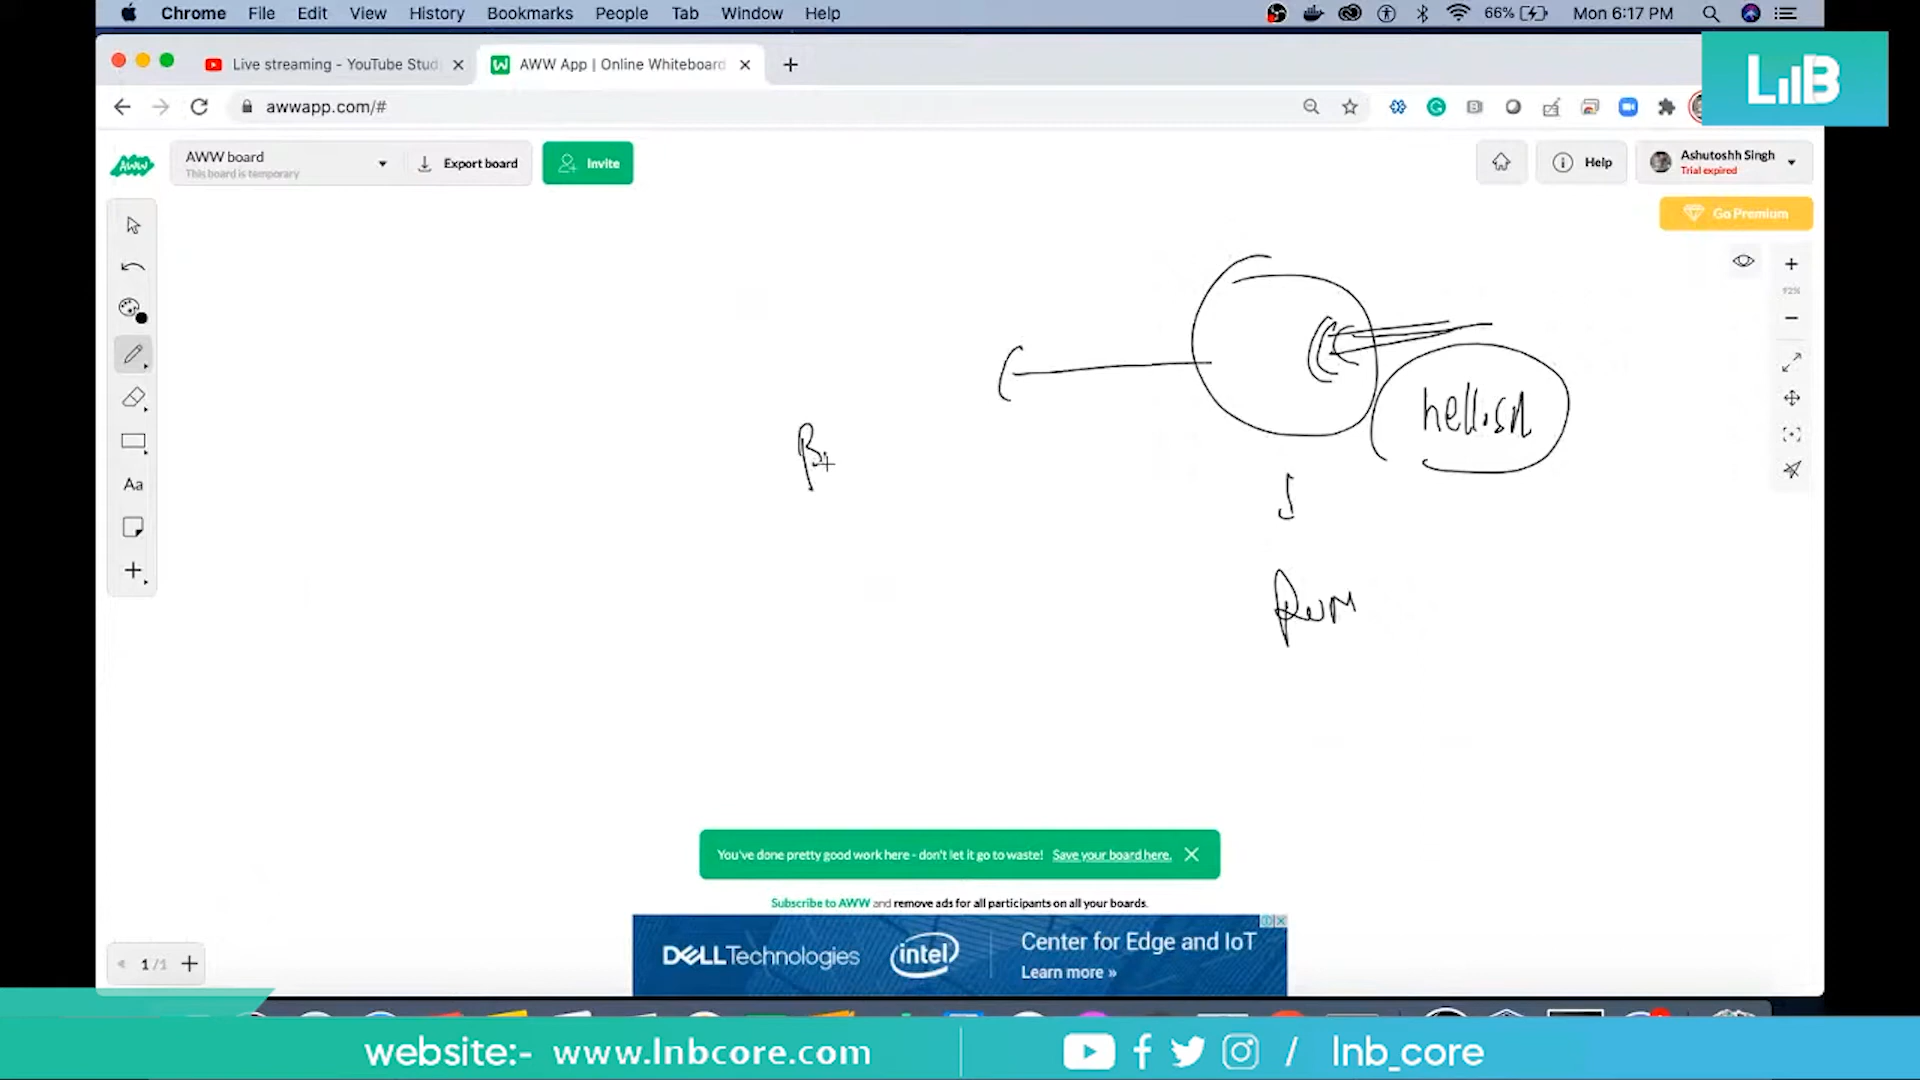 Chrome File Edit View History Bookmarks People Tab Window Help 66% Mon 6:17 PM
Live streaming - YouTube Stud AWW App | Online Whiteboard
LnB
awwapp.com/#
AWW
AWW board
This board is temporary
Export board
Invite
Help
Ashutoshh Singh
Trial expired
Go Premium
92%
hello.sh
Run
Aa
You've done pretty good work here - don't let it go to waste! Save your board here.
Subscribe to AWW and remove ads for all participants on all your boards.
DELLTechnologies intel Center for Edge and IoT
Learn more »
1/1
website:- www.lnbcore.com / lnb_core